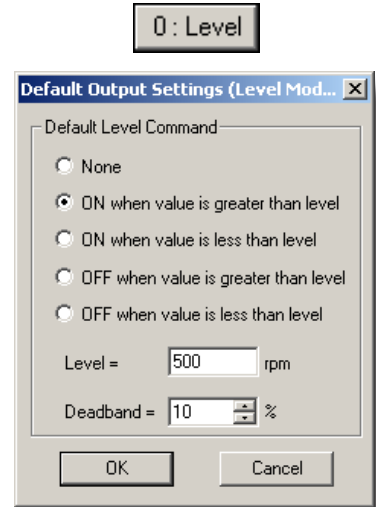 0 : Level
Default Output Settings (Level Mod...
Default Level Command
None
ON when value is greater than level
ON when value is less than level
OFF when value is greater than level
OFF when value is less than level
Level = 500 rpm
Deadband = 10 %
OK Cancel